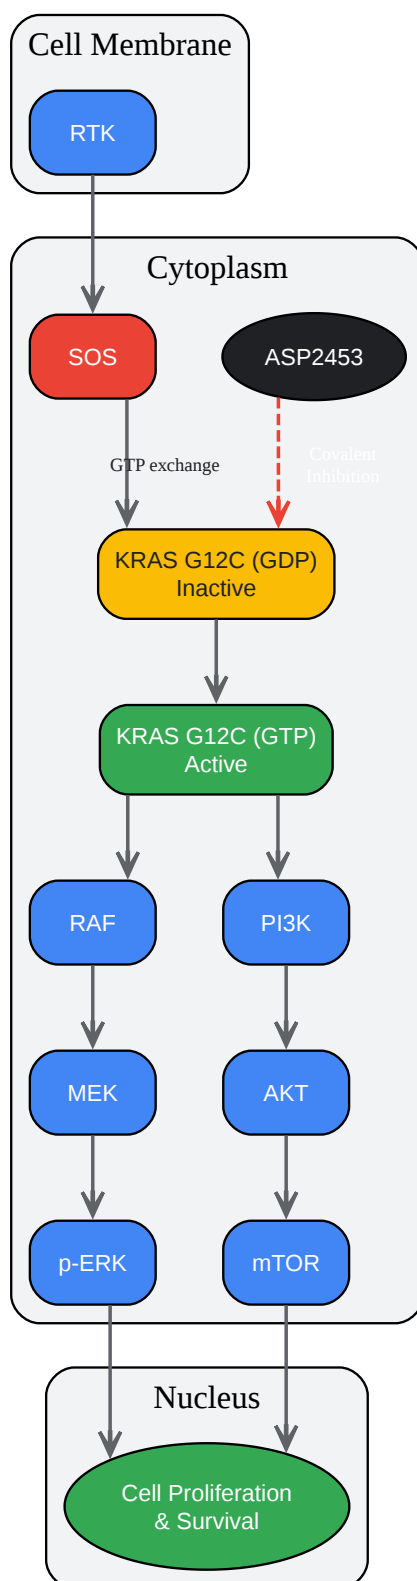 Cell Membrane
RTK
Cytoplasm
SOS
ASP2453
GTP exchange
Covalent
Inhibition
KRAS G12C (GDP)
Inactive
KRAS G12C (GTP)
Active
RAF
PI3K
MEK
AKT
p-ERK
mTOR
Nucleus
Cell Proliferation
& Survival